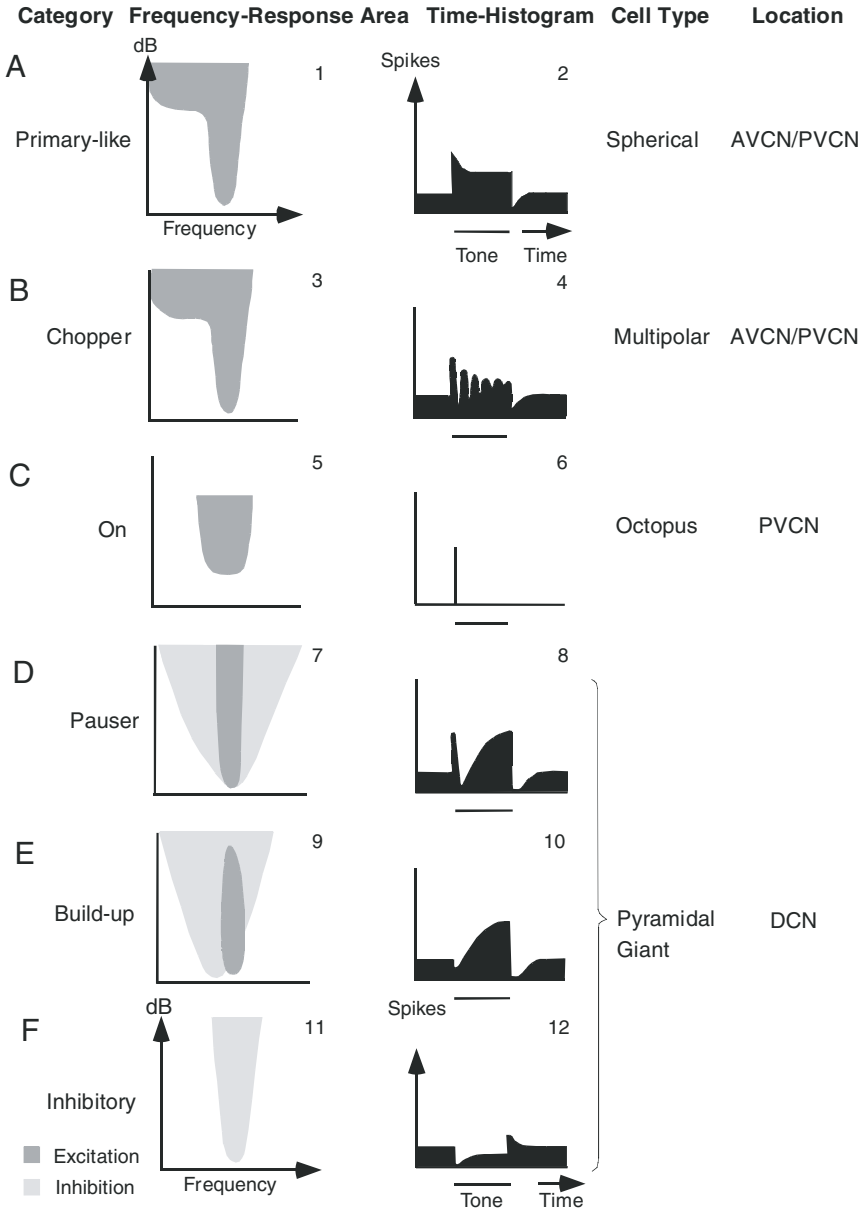 Category Frequency-Response Area Time-Histogram Cell Type Location
A
dB
1
Spikes
2
Primary-like
Spherical
AVCN/PVCN
Frequency
Tone
Time
B
3
4
Chopper
Multipolar
AVCN/PVCN
C
5
6
On
Octopus
PVCN
D
7
8
Pauser
E
9
10
Build-up
Pyramidal
Giant
DCN
F
dB
11
Spikes
12
Inhibitory
Excitation
Inhibition
Frequency
Tone
Time